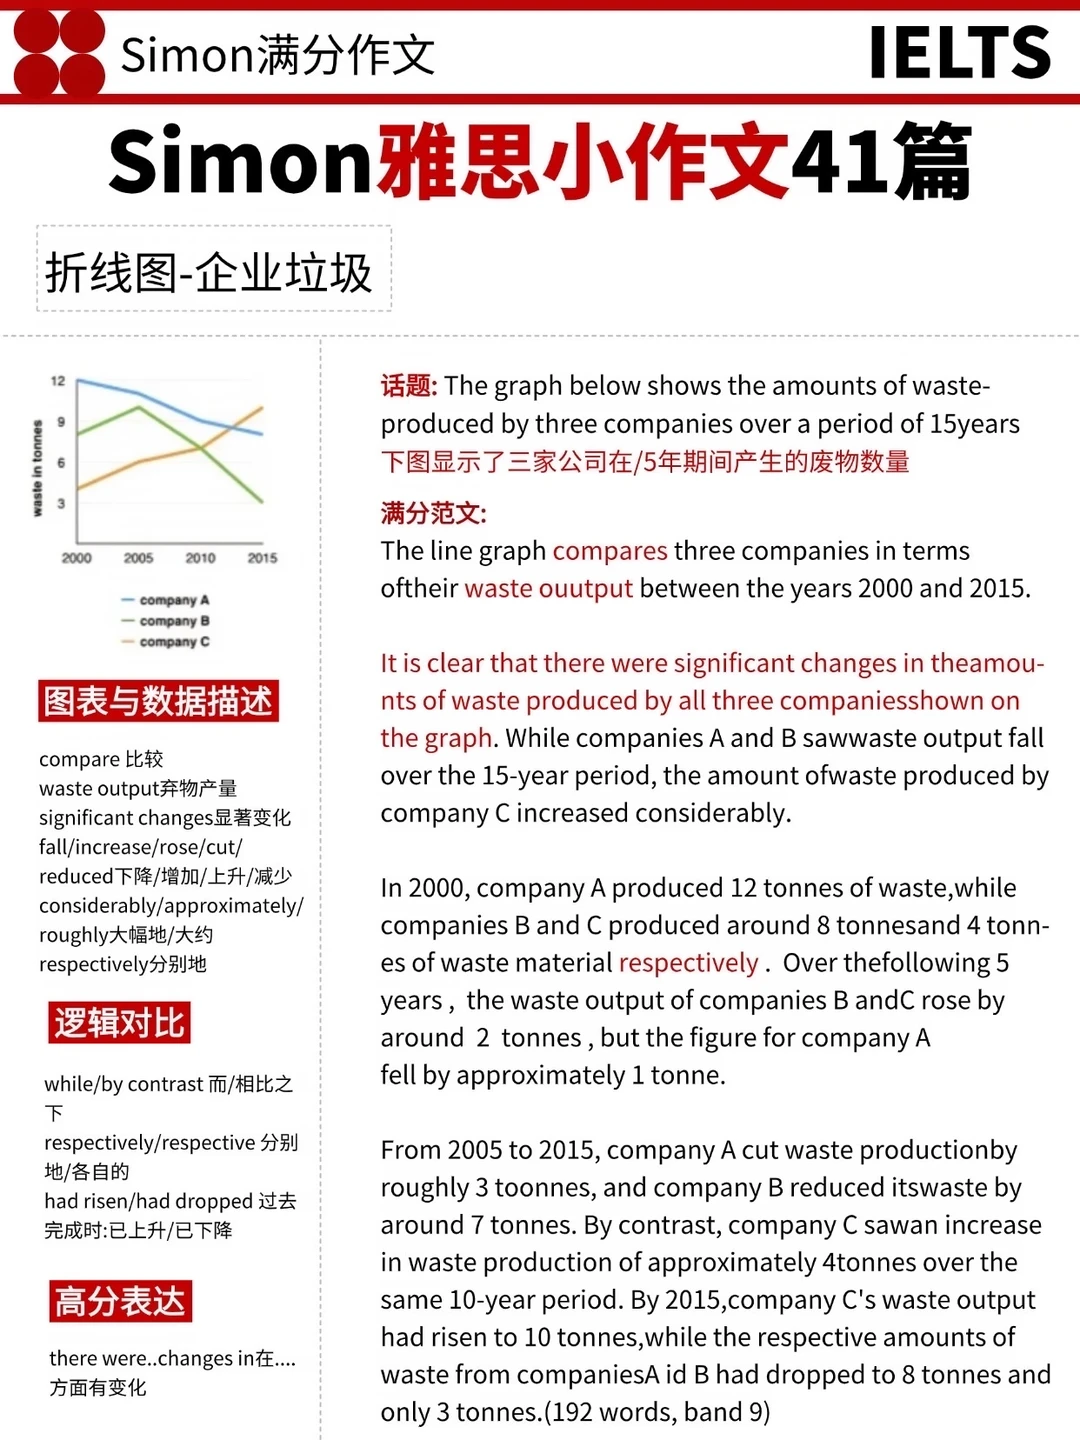 Simon满分作文
IELTS
Simon雅思小作文41篇
折线图-企业垃圾
12
9
6
3
waste in tonnes
2000 2005 2010 2015
company A
company B
company C
图表与数据描述
compare 比较
waste output弃物产量
significant changes显著变化
fall/increase/rose/cut/
reduced下降/增加/上升/减少
considerably/approximately/
roughly大幅地/大约
respectively分别地
逻辑对比
while/by contrast 而/相比之
下
respectively/respective 分别
地/各自的
had risen/had dropped 过去
完成时:已上升/已下降
高分表达
there were..changes in在....
方面有变化
话题: The graph below shows the amounts of waste-
produced by three companies over a period of 15years
下图显示了三家公司在/5年期间产生的废物数量
满分范文:
The line graph compares three companies in terms
oftheir waste ouutput between the years 2000 and 2015.
It is clear that there were significant changes in theamou-
nts of waste produced by all three companiesshown on
the graph. While companies A and B sawwaste output fall
over the 15-year period, the amount ofwaste produced by
company C increased considerably.
In 2000, company A produced 12 tonnes of waste,while
companies B and C produced around 8 tonnesand 4 tonn-
es of waste material respectively . Over thefollowing 5
years , the waste output of companies B andC rose by
around 2 tonnes , but the figure for company A
fell by approximately 1 tonne.
From 2005 to 2015, company A cut waste productionby
roughly 3 toonnes, and company B reduced itswaste by
around 7 tonnes. By contrast, company C sawan increase
in waste production of approximately 4tonnes over the
same 10-year period. By 2015,company C's waste output
had risen to 10 tonnes,while the respective amounts of
waste from companiesA id B had dropped to 8 tonnes and
only 3 tonnes.(192 words, band 9)